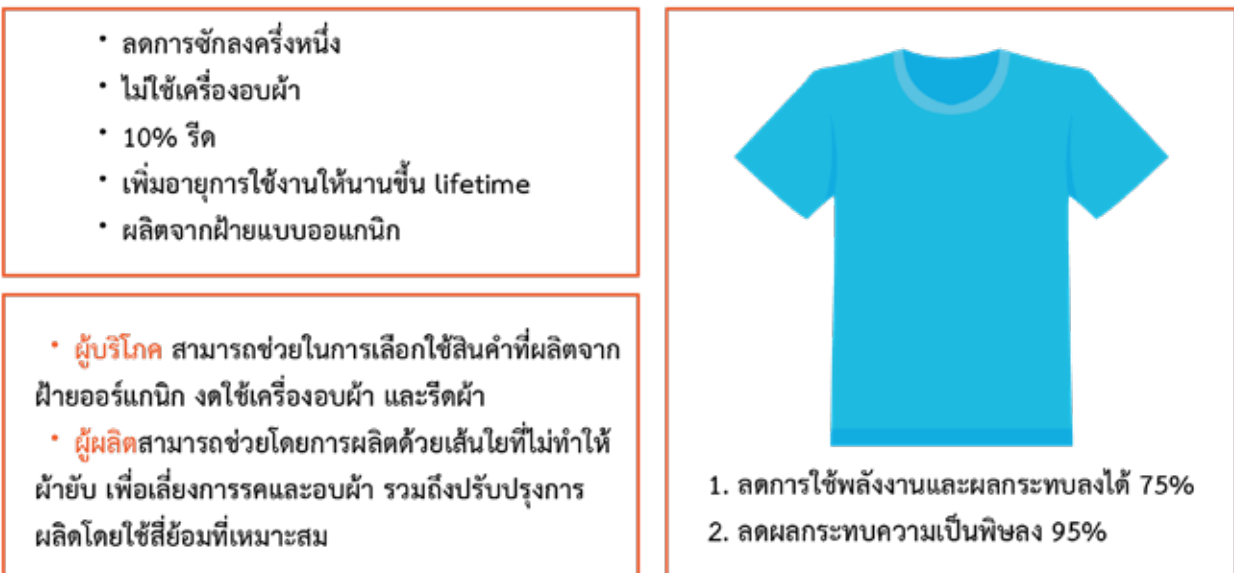 • ลดการซักลงครึ่งหนึ่ง
• ไม่ใช้เครื่องอบผ้า
• 10% รีด
• เพิ่มอายุการใช้งานให้นานขึ้น lifetime
• ผลิตจากฝ้ายแบบออแกนิก
• ผู้บริโภค สามารถช่วยในการเลือกใช้สินค้าที่ผลิตจาก
ฝ้ายออร์แกนิก งดใช้เครื่องอบผ้า และรีดผ้า
• ผู้ผลิตสามารถช่วยโดยการผลิตด้วยเส้นใยที่ไม่ทำให้
ผ้ายับ เพื่อเลี่ยงการรคและอบผ้า รวมถึงปรับปรุงการ
ผลิตโดยใช้สี่ย้อมที่เหมาะสม
1. ลดการใช้พลังงานและผลกระทบลงได้ 75%
2. ลดผลกระทบความเป็นพิษลง 95%